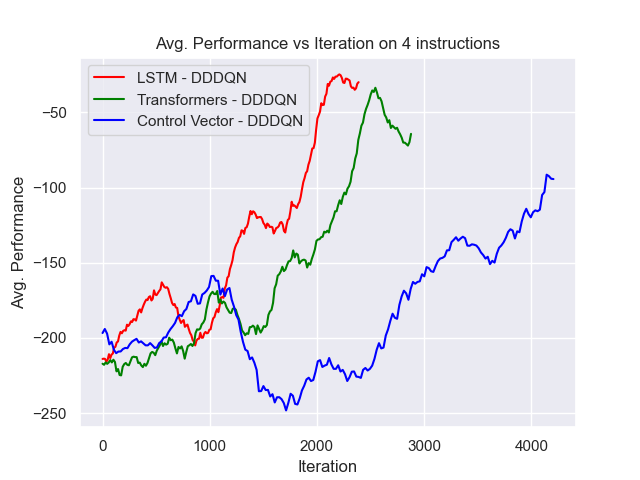 Avg. Performance vs Iteration on 4 instructions
LSTM - DDDQN
Transformers - DDDQN
Control Vector - DDDQN
Avg. Performance
−50
−100
−150
−200
−250
0 1000 2000 3000 4000
Iteration